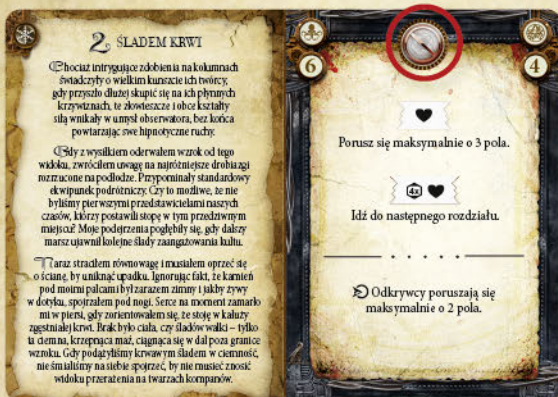 2. ŚLADEM KRWI
Chociaż intrygujące zdobienia na kolumnach
świadczyły o wielkim kunszcie ich twórcy,
gdy przyszło dłużej skupić się na ich płynnych
krzywiznach, te złowieszcze i obce kształty
siłą wnikały w umysł obserwatora, bez końca
powtarzając swe hipnotyczne ruchy.
Gdy z wysiłkiem oderwałem wzrok od tego
widoku, zwróciłem uwagę na najróżniejsze drobiazgi
rozrzucone na podłodze. Przypominały standardowy
ekwipunek podróżniczy. Czy to możliwe, że nie
byliśmy pierwszymi przedstawicielami naszych
czasów, którzy postawili stopę w tym przedziwnym
miejscu? Moje podejrzenia pogłębiły się, gdy dalszy
marsz ujawnił kolejne ślady zaangażowania kultu.
Naraz straciłem równowagę i musiałem oprzeć się
o ścianę, by uniknąć upadku. Ignorując fakt, że kamień
pod moimi palcami był zarazem zimny i jakby żywy
w dotyku, spojrzałem pod nogi. Serce na moment zamarło
mi w piersi, gdy zorientowałem się, że stoję w kałuży
zgęstniałej krwi. Brak było ciała, czy śladów walki – tylko
ta ciemna, krzepnąca maź, ciągnąca się w dal poza granice
wzroku. Gdy podążyliśmy krwawym śladem w ciemność,
nie śmialiśmy na siebie spojrzeć, by nie musieć znosić
widoku przerażenia na twarzach kompanów.
6
4
Porusz się maksymalnie o 3 pola.
4x
Idź do następnego rozdziału.
Odkrywcy poruszają się
maksymalnie o 2 pola.